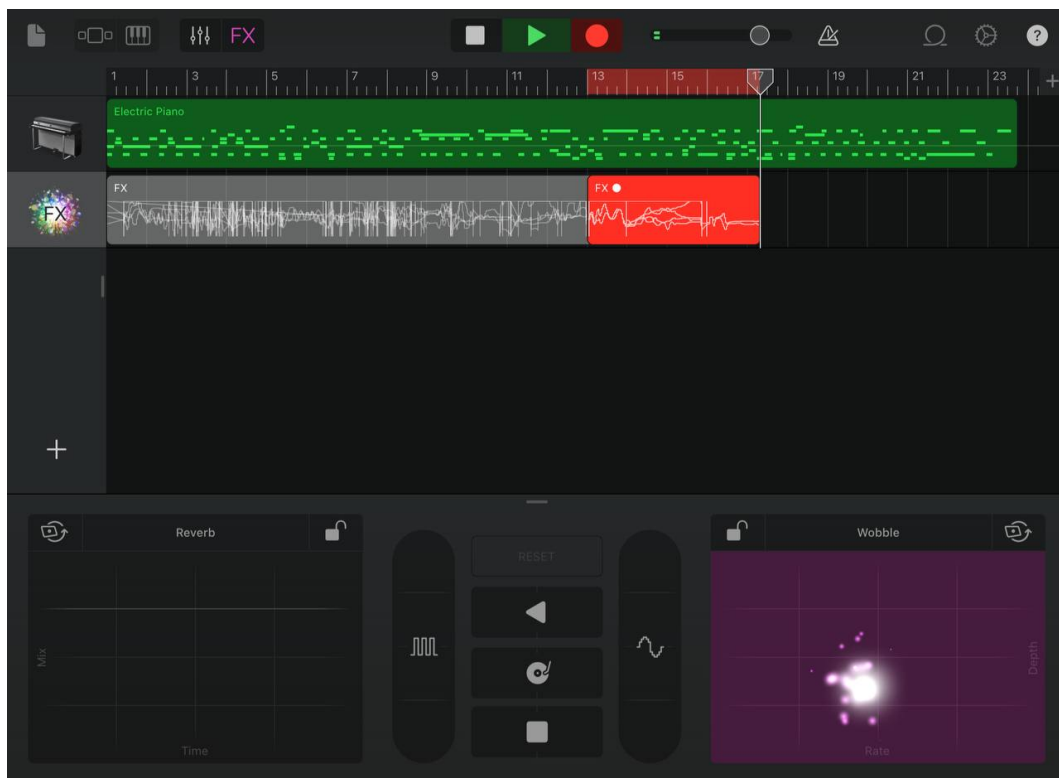 FX
?
1 3 5 7 9 11 13 15 17 19 21 23
Electric Piano
FX
FX
FX
Reverb
RESET
Wobble
Mix
Time
Depth
Rate